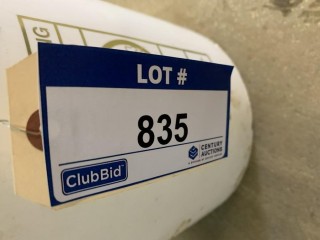 LOT #
835
ClubBid
CENTURY
AUCTIONS